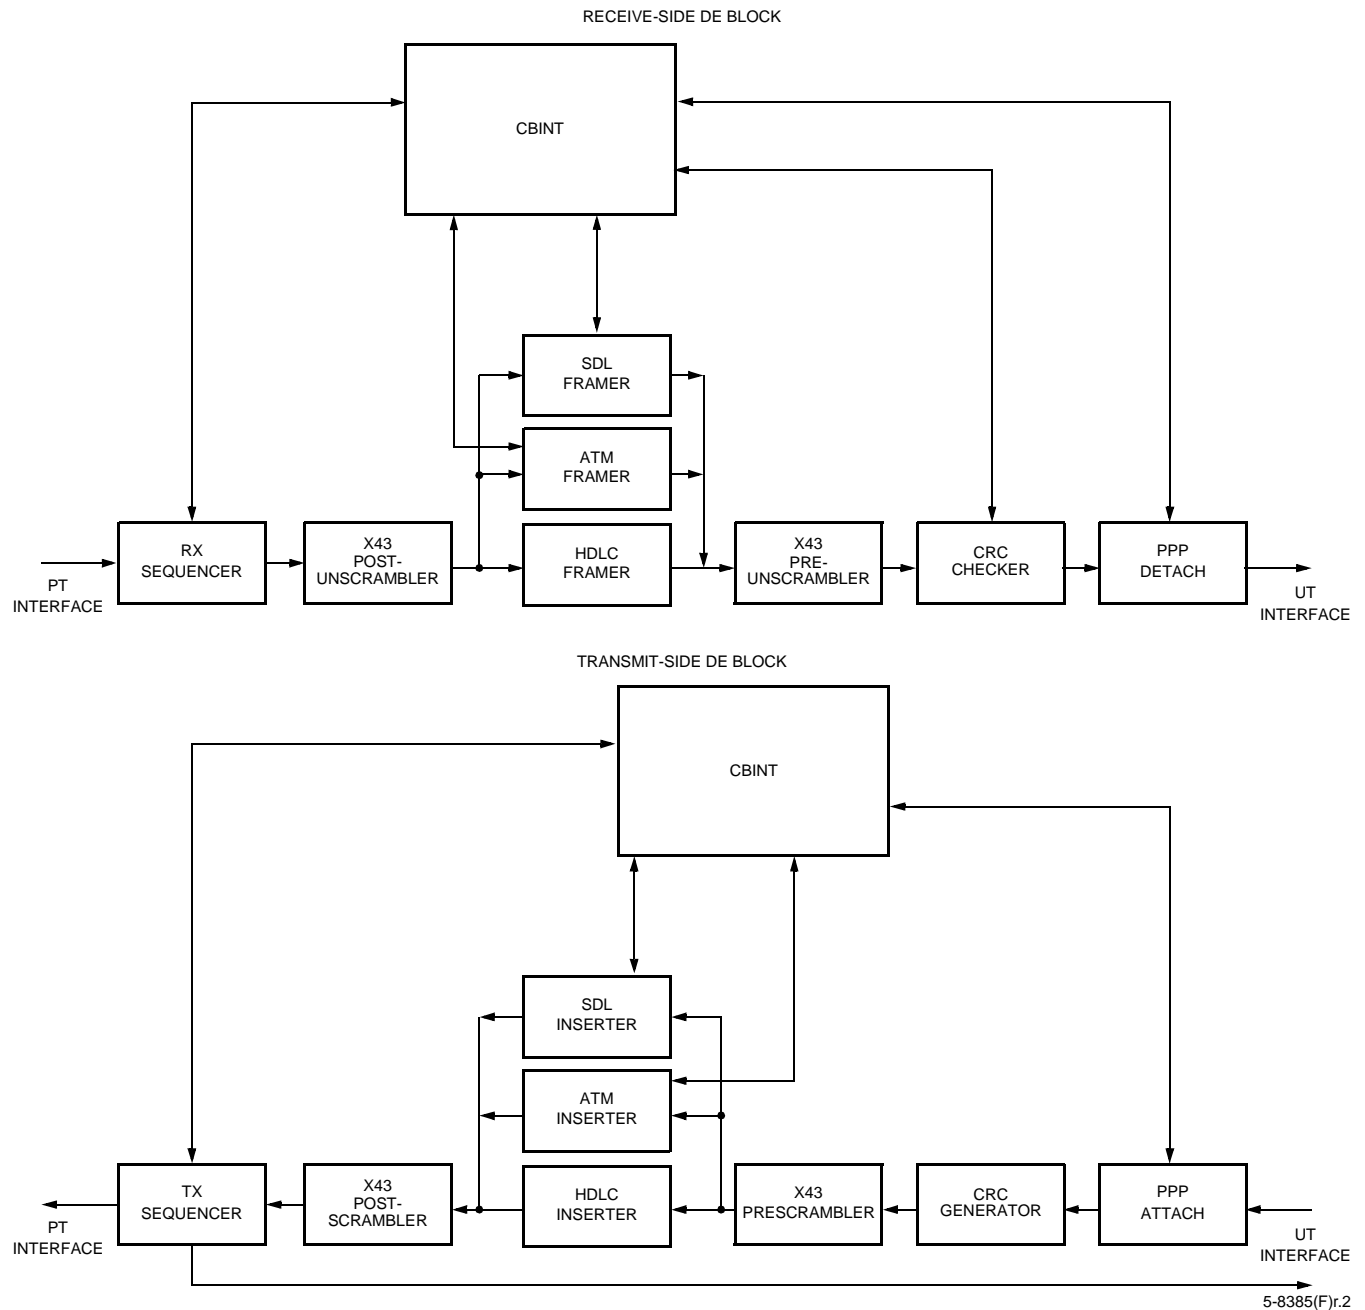 RECEIVE-SIDE DE BLOCK
CBINT
SDL
FRAMER
ATM
FRAMER
PT
INTERFACE
RX
SEQUENCER
X43
POST-
UNSCRAMBLER
HDLC
FRAMER
X43
PRE-
UNSCRAMBLER
CRC
CHECKER
PPP
DETACH
UT
INTERFACE
TRANSMIT-SIDE DE BLOCK
CBINT
SDL
INSERTER
ATM
INSERTER
PT
INTERFACE
TX
SEQUENCER
X43
POST-
SCRAMBLER
HDLC
INSERTER
X43
PRESCRAMBLER
CRC
GENERATOR
PPP
ATTACH
UT
INTERFACE
5-8385(F)r.2